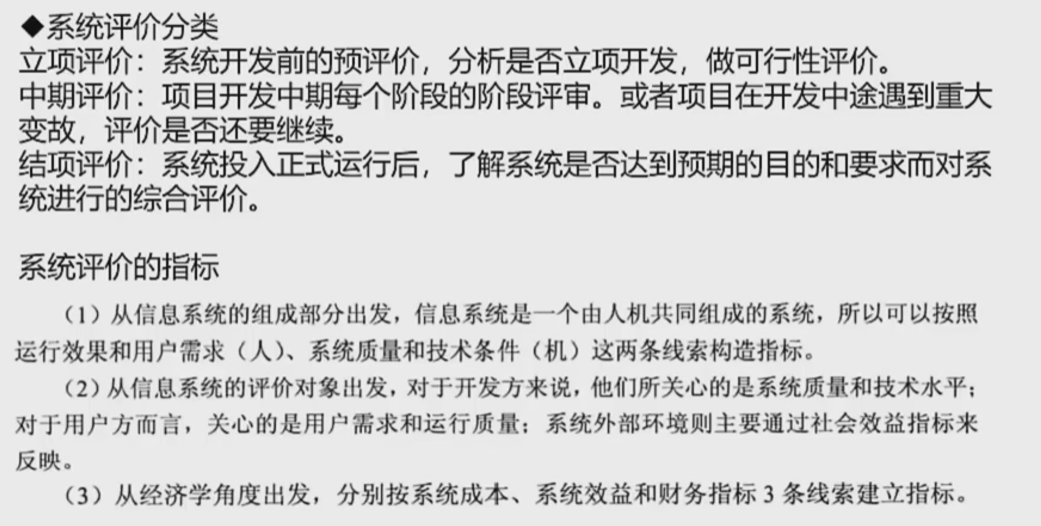 ◆系统评价分类
立项评价：系统开发前的预评价，分析是否立项开发，做可行性评价。
中期评价：项目开发中期每个阶段的阶段评审。或者项目在开发中途遇到重大
变故，评价是否还要继续。
结项评价：系统投入正式运行后，了解系统是否达到预期的目的和要求而对系
统进行的综合评价。
系统评价的指标
（1）从信息系统的组成部分出发，信息系统是一个由人机共同组成的系统，所以可以按照
运行效果和用户需求（人）、系统质量和技术条件（机）这两条线索构造指标。
（2）从信息系统的评价对象出发，对于开发方来说，他们所关心的是系统质量和技术水平；
对于用户方而言，关心的是用户需求和运行质量；系统外部环境则主要通过社会效益指标来
反映。
（3）从经济学角度出发，分别按系统成本、系统效益和财务指标 3 条线索建立指标。